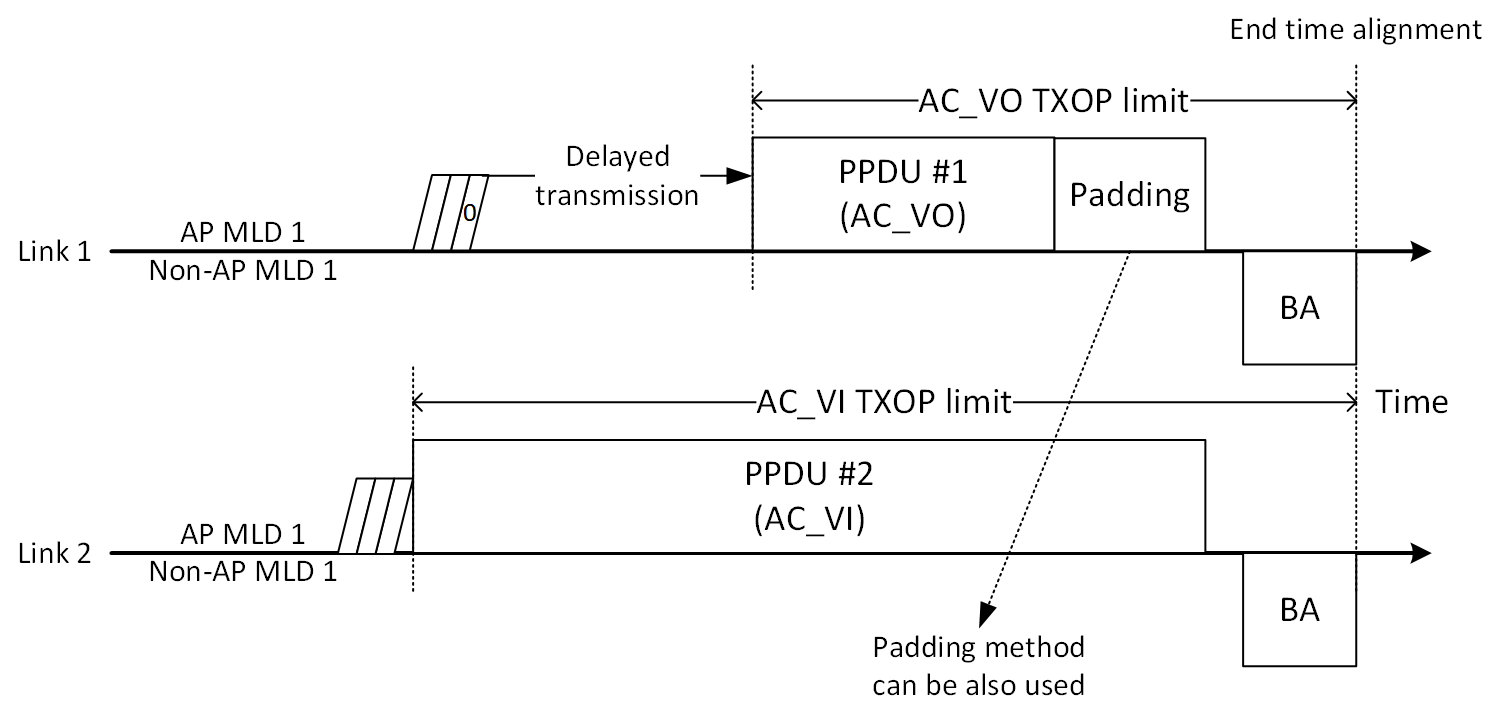 End time alignment
AC_VO TXOP limit
Delayed
transmission
PPDU #1
(AC_VO)
Padding
0
AP MLD 1
Link 1
Non-AP MLD 1
BA
AC_VI TXOP limit
Time
PPDU #2
(AC_VI)
AP MLD 1
Link 2
Non-AP MLD 1
BA
Padding method
can be also used